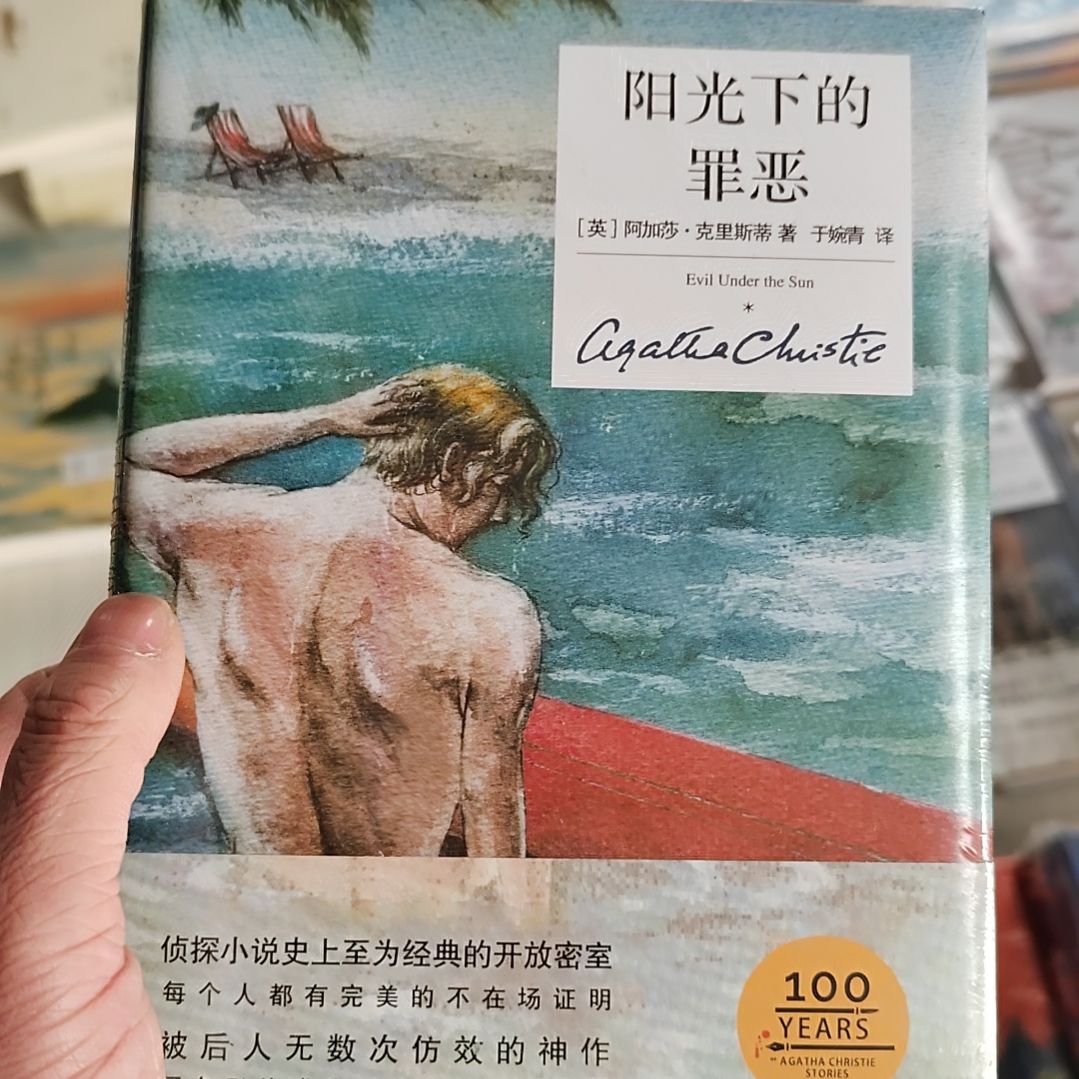 阳光下的
罪恶
[英]阿加莎·克里斯蒂 著 于婉青 译
Evil Under the Sun
*
Agatha Christie
侦探小说史上至为经典的开放密室
每个人都有完美的不在场证明
被后人无数次仿效的神作
100
YEARS
OF AGATHA CHRISTIE
STORIES